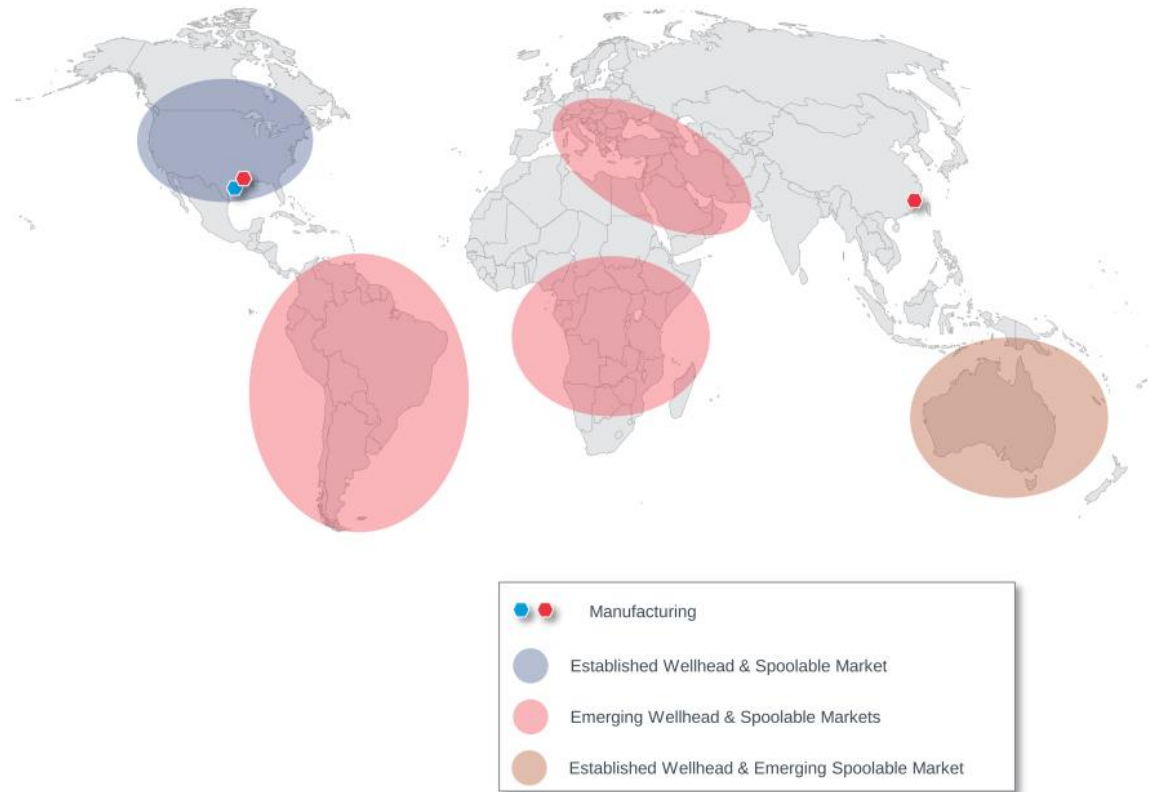 Manufacturing
Established Wellhead & Spoolable Market
Emerging Wellhead & Spoolable Markets
Established Wellhead & Emerging Spoolable Market